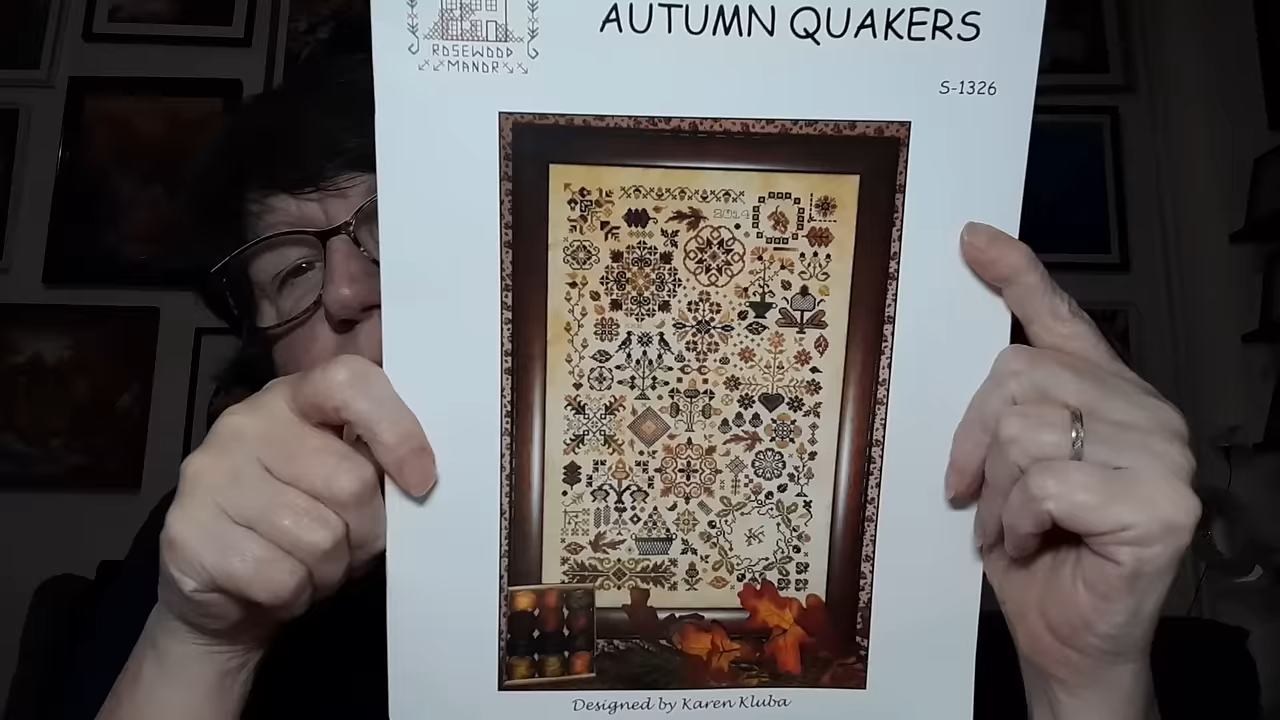 AUTUMN QUAKERS
ROSEWOOD
MANOR
S-1326
2014
Designed by Karen Kluba